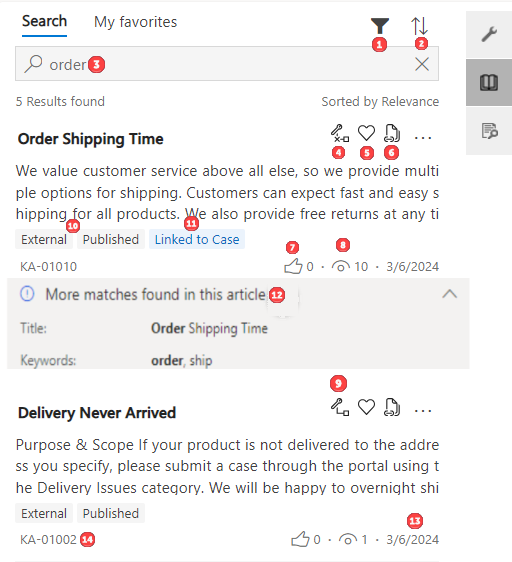 Search My favorites
1 2
order 3
5 Results found Sorted by Relevance
Order Shipping Time 4 5 6 ...
We value customer service above all else, so we provide multi
ple options for shipping. Customers can expect fast and easy s
hipping for all products. We also provide free returns at any ti
10 11
External Published Linked to Case
7 8
KA-01010 0 · 10 · 3/6/2024
More matches found in this article 12
Title: Order Shipping Time
Keywords: order, ship
9
Delivery Never Arrived ...
Purpose & Scope If your product is not delivered to the addre
ss you specify, please submit a case through the portal using t
he Delivery Issues category. We will be happy to overnight shi
External Published
13
KA-01002 14 0 · 1 · 3/6/2024